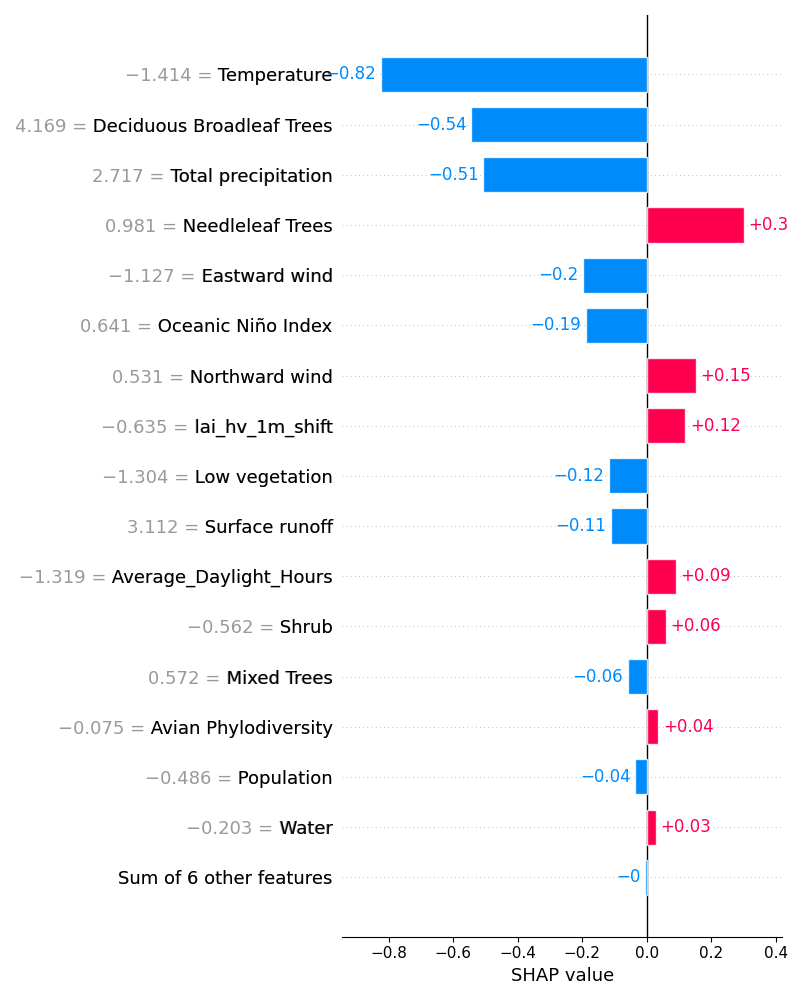 −1.414 = Temperature −0.82
4.169 = Deciduous Broadleaf Trees −0.54
2.717 = Total precipitation −0.51
0.981 = Needleleaf Trees +0.3
−1.127 = Eastward wind −0.2
0.641 = Oceanic Niño Index −0.19
0.531 = Northward wind +0.15
−0.635 = lai_hv_1m_shift +0.12
−1.304 = Low vegetation −0.12
3.112 = Surface runoff −0.11
−1.319 = Average_Daylight_Hours +0.09
−0.562 = Shrub +0.06
0.572 = Mixed Trees −0.06
−0.075 = Avian Phylodiversity +0.04
−0.486 = Population −0.04
−0.203 = Water +0.03
Sum of 6 other features −0
−0.8 −0.6 −0.4 −0.2 0.0 0.2 0.4
SHAP value